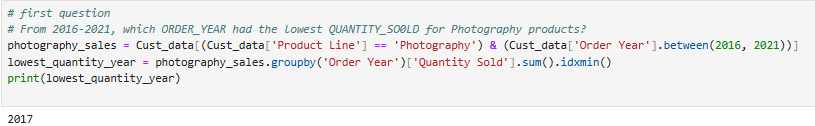 # first question
# From 2016-2021, which ORDER_YEAR had the lowest QUANTITY_SO0LD for Photography products?
photography_sales = Cust_data[(Cust_data['Product Line'] == 'Photography') & (Cust_data['Order Year'].between(2016, 2021))]
lowest_quantity_year = photography_sales.groupby('Order Year')['Quantity Sold'].sum().idxmin()
print(lowest_quantity_year)
2017